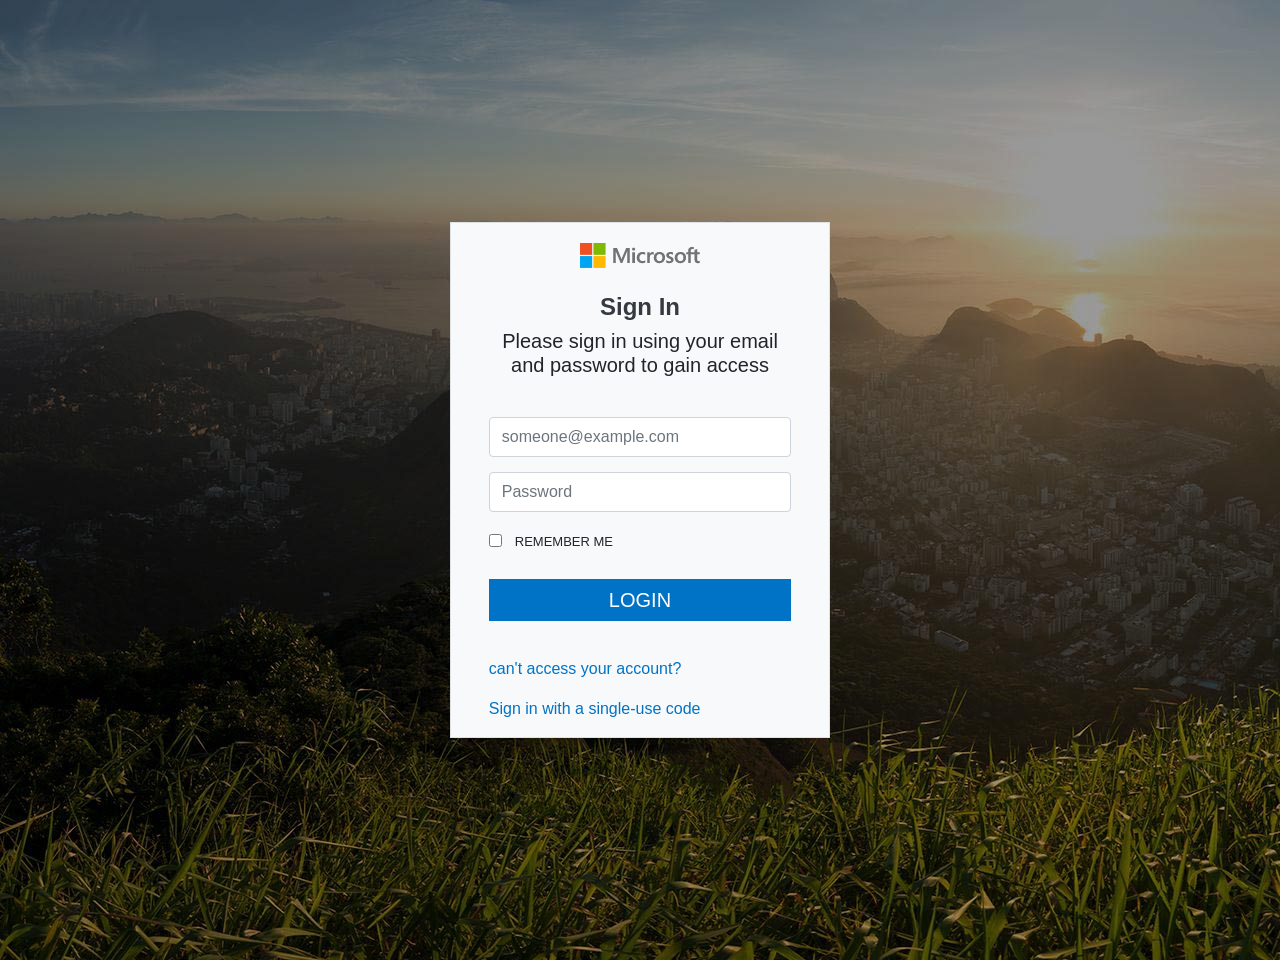 Microsoft
Sign In
Please sign in using your email
and password to gain access
someone@example.com
Password
REMEMBER ME
LOGIN
can't access your account?
Sign in with a single-use code